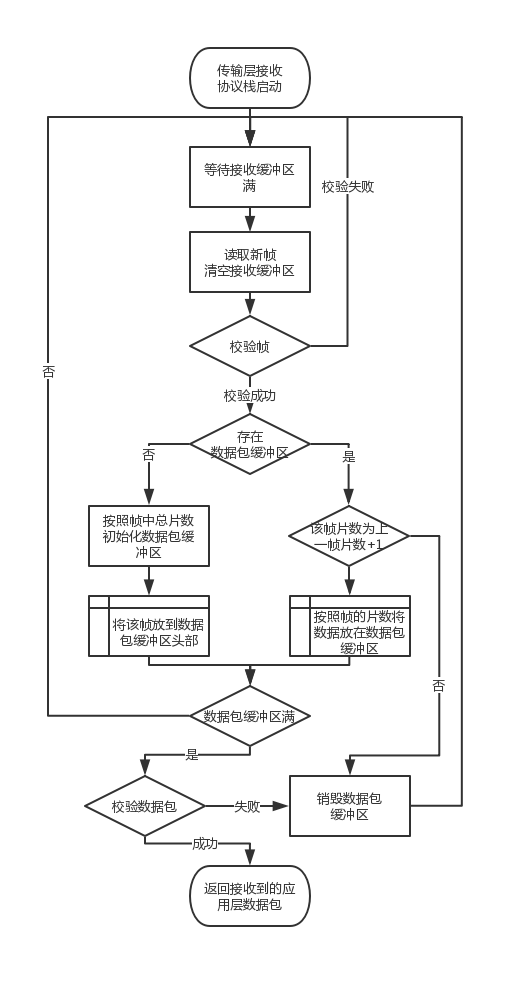 传输层接收
协议栈启动
等待接收缓冲区
满
校验失败
读取新帧
清空接收缓冲区
校验帧
否
校验成功
存在
数据包缓冲区
否
是
按照帧中总片数
初始化数据包缓
冲区
该帧片数为上
一帧片数+1
将该帧放到数据
包缓冲区头部
按照帧的片数将
数据放在数据包
缓冲区
否
数据包缓冲区满
是
校验数据包
失败
销毁数据包
缓冲区
成功
返回接收到的应
用层数据包